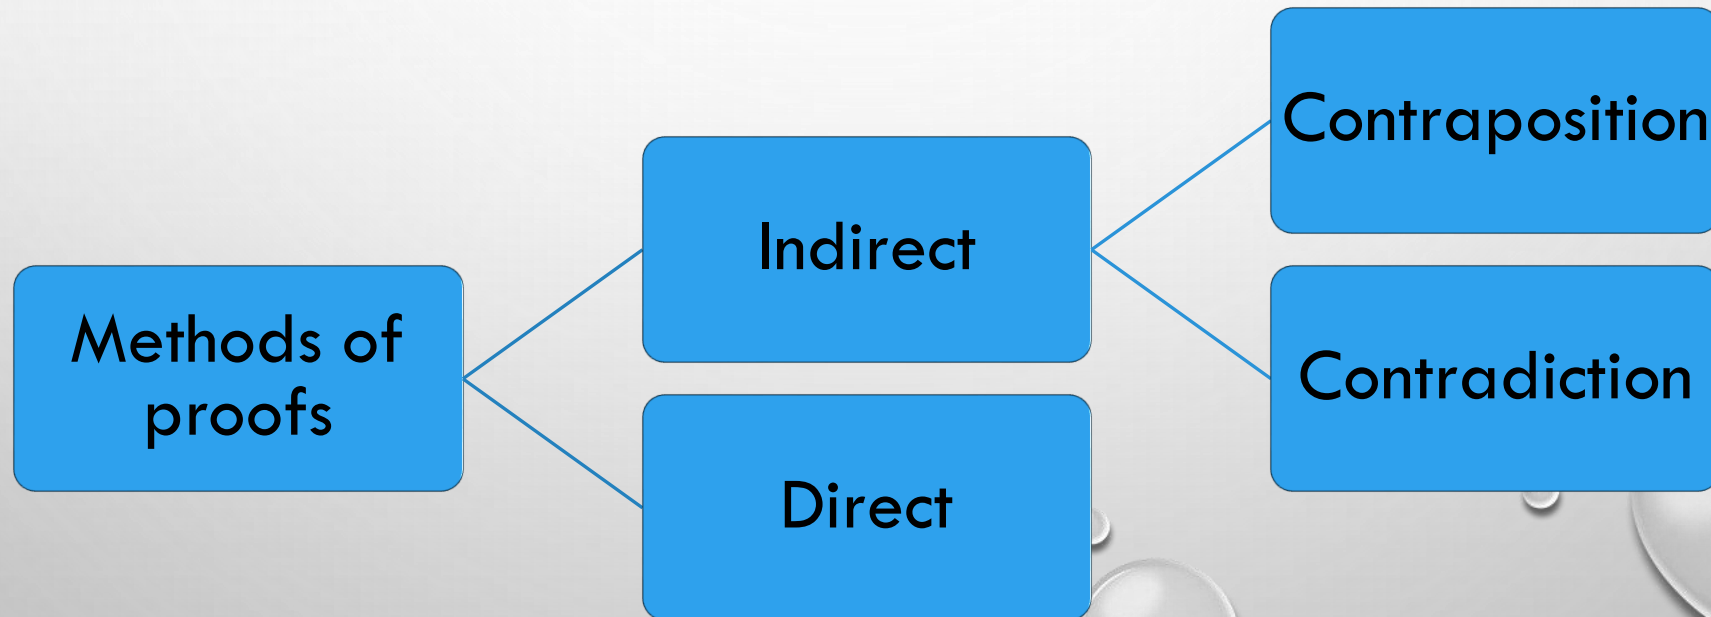 Methods of
proofs
Indirect
Direct
Contraposition
Contradiction